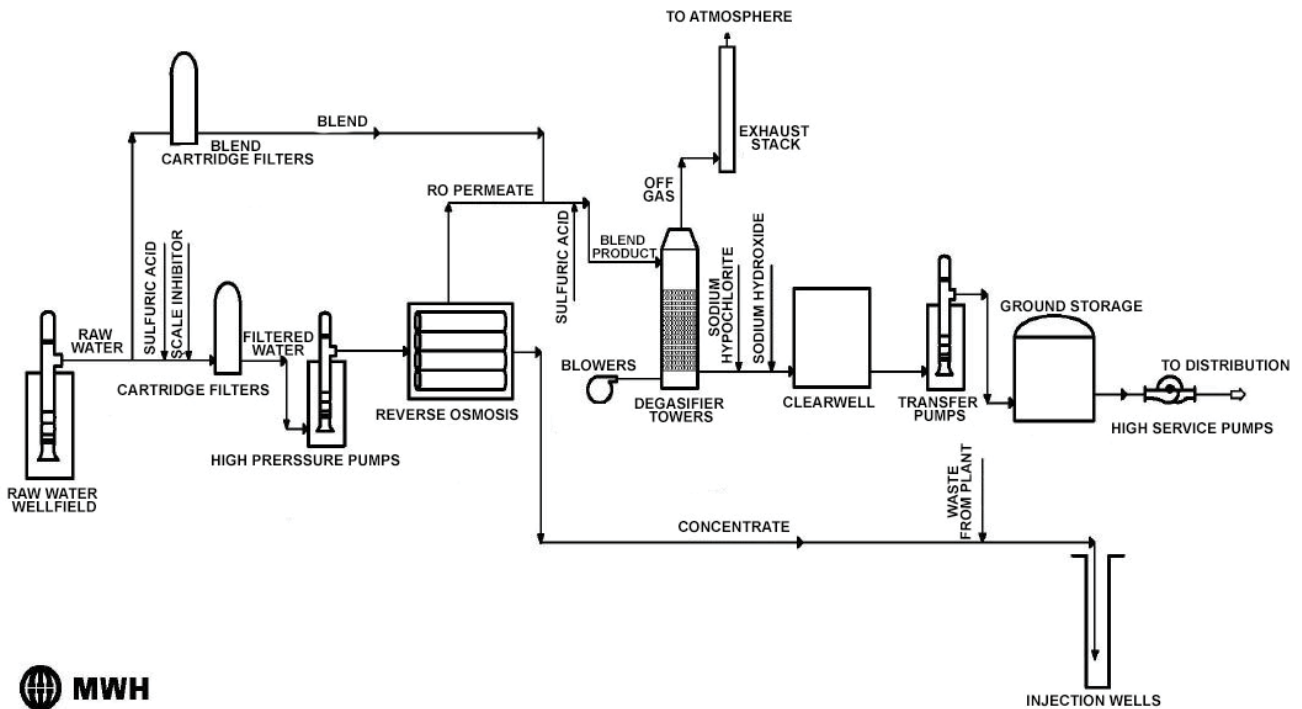 TO ATMOSPHERE
EXHAUST
STACK
BLEND
BLEND
CARTRIDGE FILTERS
OFF
GAS
RO PERMEATE
SULFURIC ACID
BLEND
PRODUCT
SULFURIC ACID
SCALE INHIBITOR
RAW
WATER
FILTERED
WATER
CARTRIDGE FILTERS
HIGH PRERSSURE PUMPS
RAW WATER
WELLFIELD
REVERSE OSMOSIS
BLOWERS
DEGASIFIER
TOWERS
SODIUM
HYPOCHLORITE
SODIUM HYDROXIDE
CLEARWELL
TRANSFER
PUMPS
GROUND STORAGE
TO DISTRIBUTION
HIGH SERVICE PUMPS
CONCENTRATE
WASTE
FROM PLANT
INJECTION WELLS
MWH